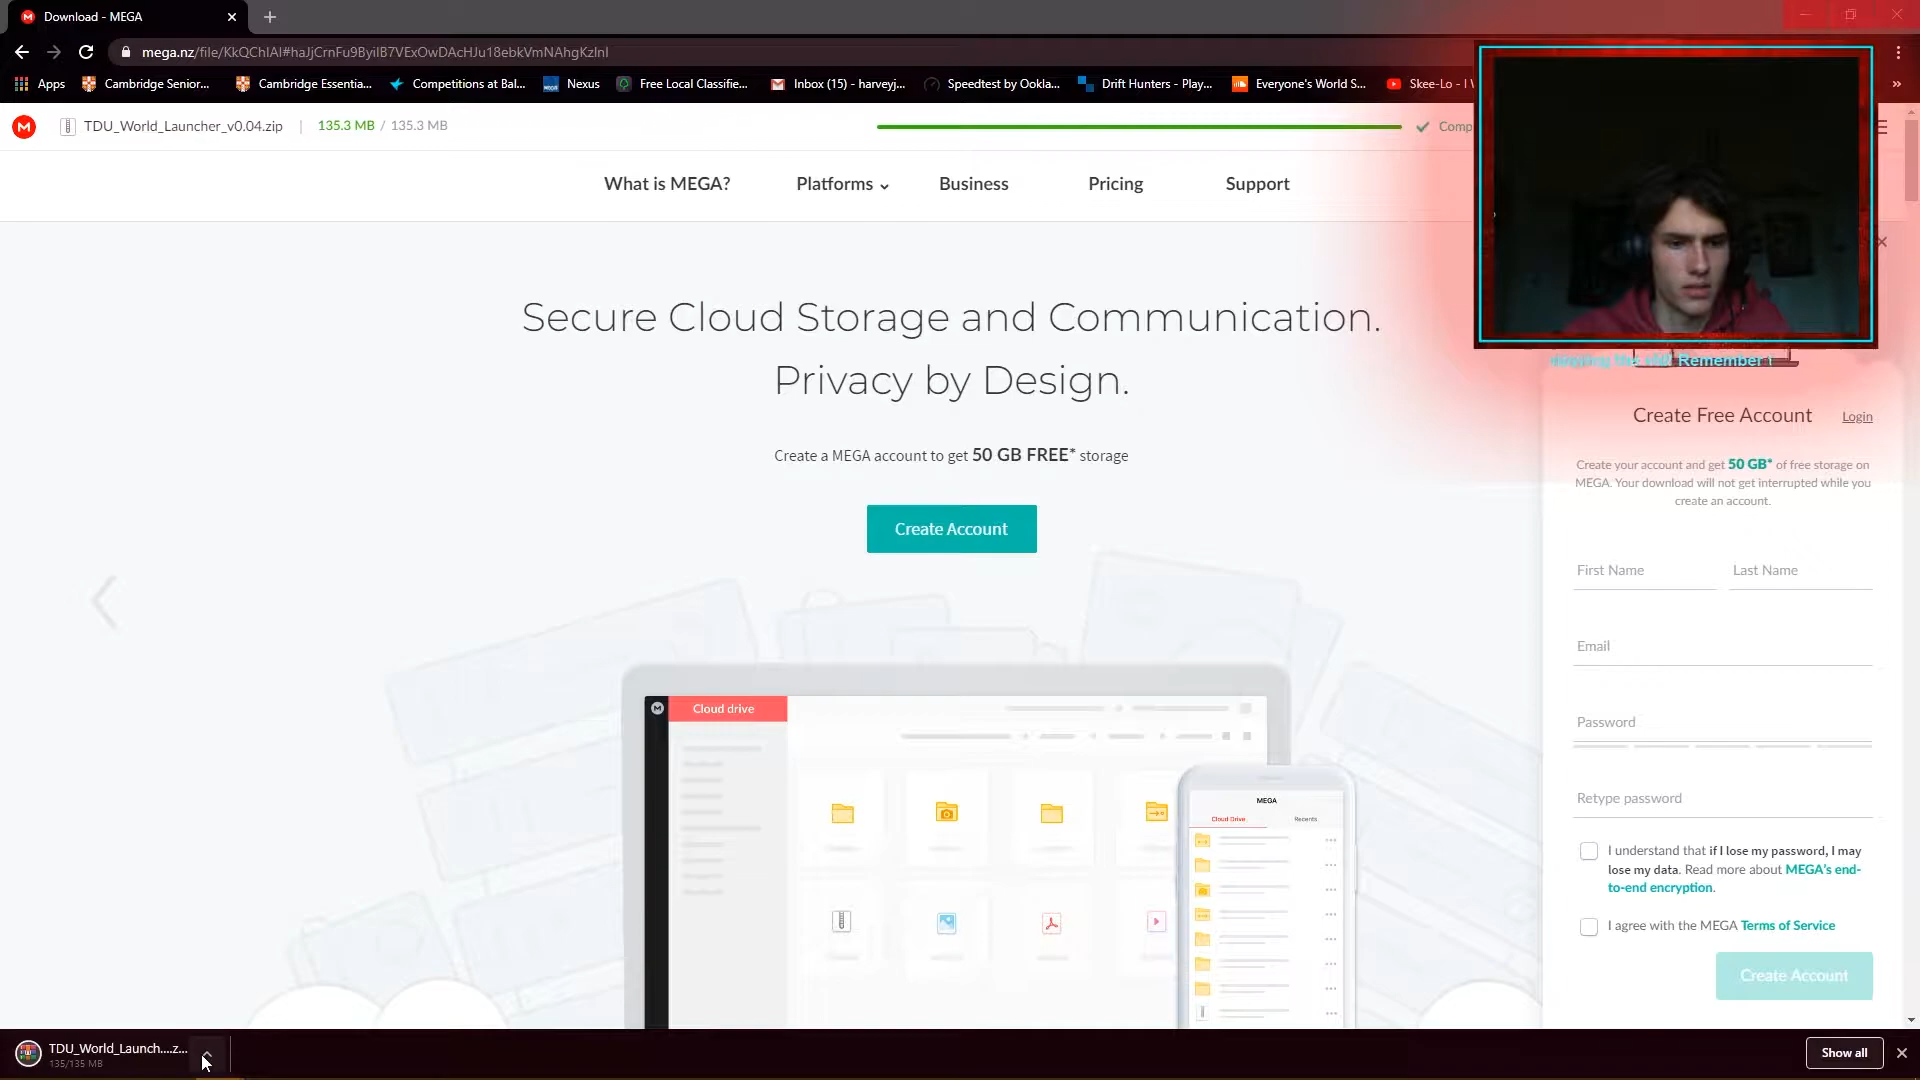 Download - MEGA
mega.nz/file/KkQChIAI#haJjCrnFu9ByilB7VExOwDAcHJu18ebkVmNAhgKzInI
Apps Cambridge Senior... Cambridge Essentia... Competitions at Bal... Nexus Free Local Classifie... Inbox (15) - harveyj... Speedtest by Ookla... Drift Hunters - Play... Everyone's World S... Skee-Lo - I
TDU_World_Launcher_v0.04.zip | 135.3 MB / 135.3 MB Comp
What is MEGA? Platforms Business Pricing Support
Secure Cloud Storage and Communication.
Privacy by Design.
Create a MEGA account to get 50 GB FREE* storage
Create Account
Cloud drive
MEGA
Cloud Drive Recents
Remember
Create Free Account Login
Create your account and get 50 GB* of free storage on
MEGA. Your download will not get interrupted while you
create an account.
First Name Last Name
Email
Password
Retype password
I understand that if I lose my password, I may
lose my data. Read more about MEGA's end-
to-end encryption.
I agree with the MEGA Terms of Service
Create Account
TDU_World_Launch....z...
135/135 MB
Show all